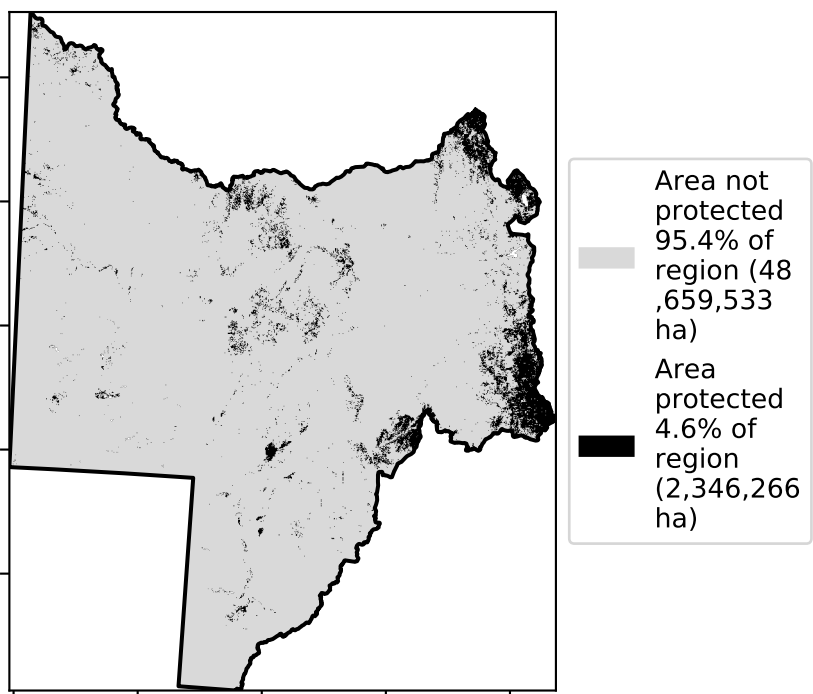 Area not
protected
95.4% of
region (48
,659,533
ha)
Area
protected
4.6% of
region
(2,346,266
ha)